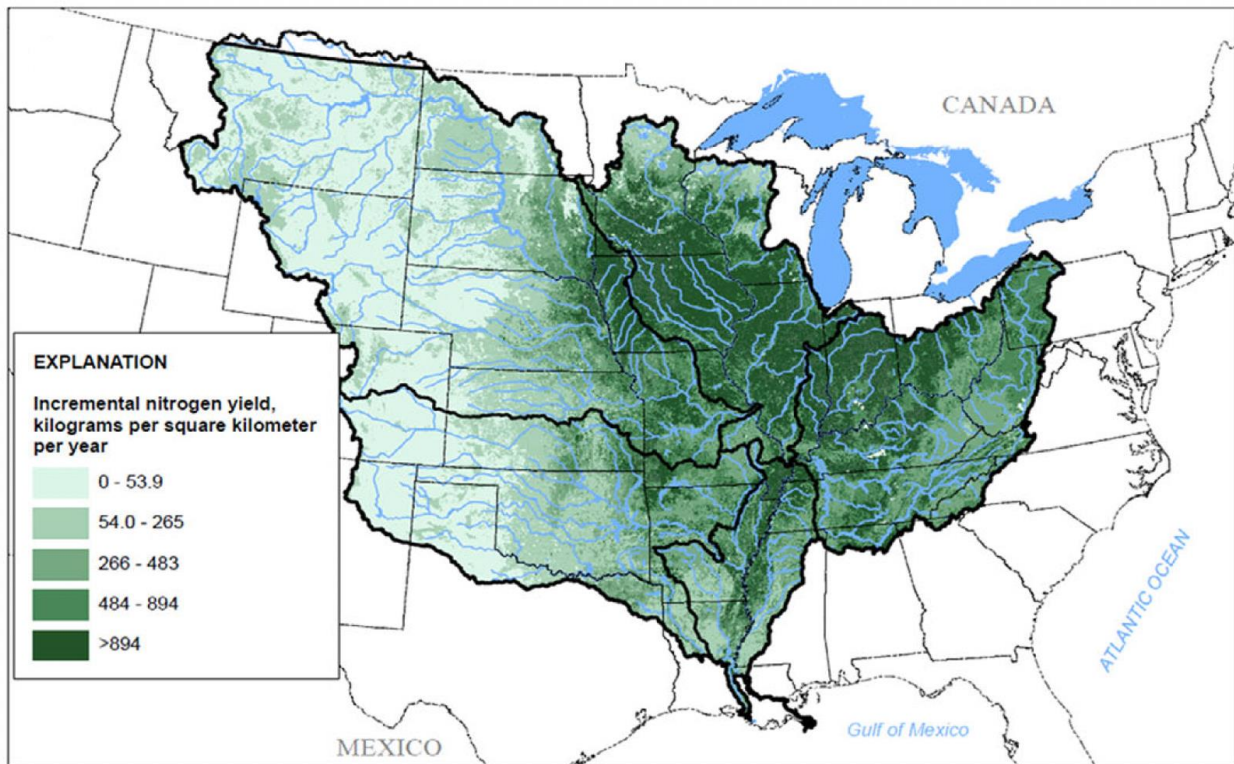 CANADA
EXPLANATION
Incremental nitrogen yield,
kilograms per square kilometer
per year
0 - 53.9
54.0 - 265
266 - 483
484 - 894
>894
ATLANTIC OCEAN
Gulf of Mexico
MEXICO